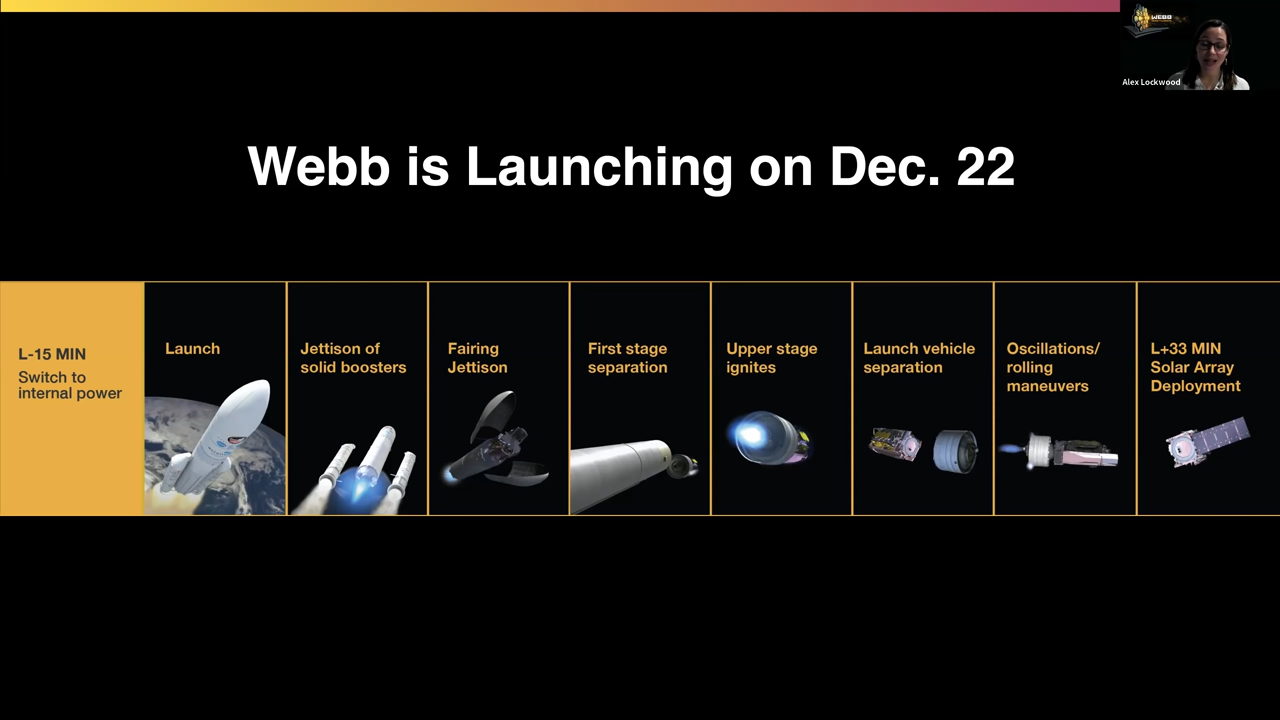 WEBB
Alex Lockwood
Webb is Launching on Dec. 22
L-15 MIN
Switch to
internal power
Launch
Jettison of
solid boosters
Fairing
Jettison
First stage
separation
Upper stage
ignites
Launch vehicle
separation
Oscillations/
rolling
maneuvers
L+33 MIN
Solar Array
Deployment